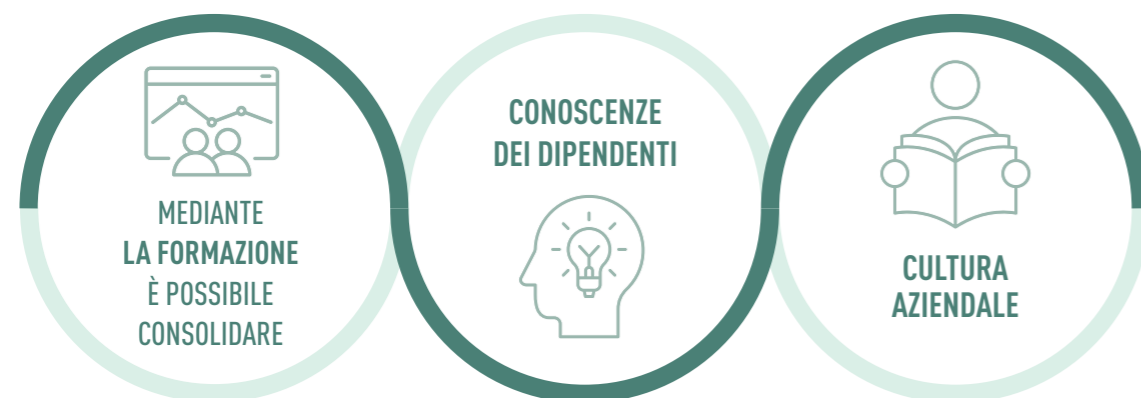 MEDIANTE
LA FORMAZIONE
È POSSIBILE
CONSOLIDARE
CONOSCENZE
DEI DIPENDENTI
CULTURA
AZIENDALE